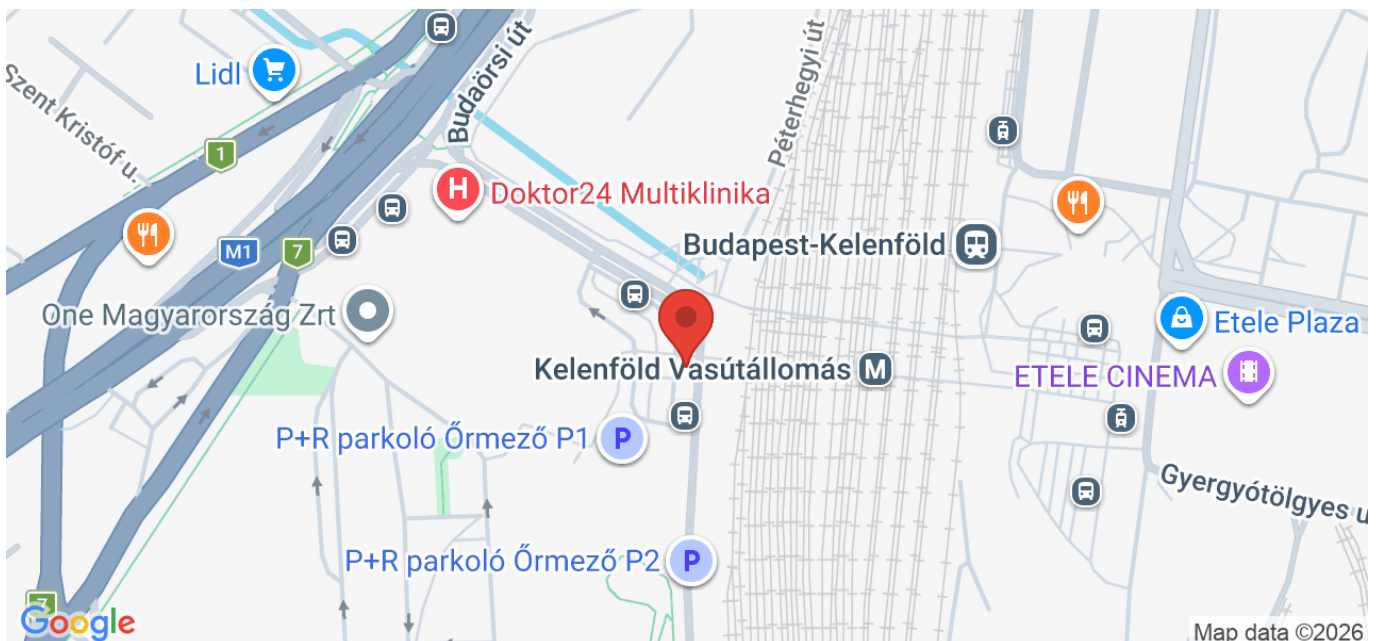 Lidl
Budaörsi út
Péterhegyi út
Szent Kristóf u.
1
H
Doktor24 Multiklinika
M1
7
Budapest-Kelenföld
One Magyarország Zrt
Etele Plaza
Kelenföld Vasútállomás M
ETELE CINEMA
P+R parkoló Őrmező P1 P
Gyergyótölgyes u
P+R parkoló Őrmező P2 P
7
Google
Map data ©2026